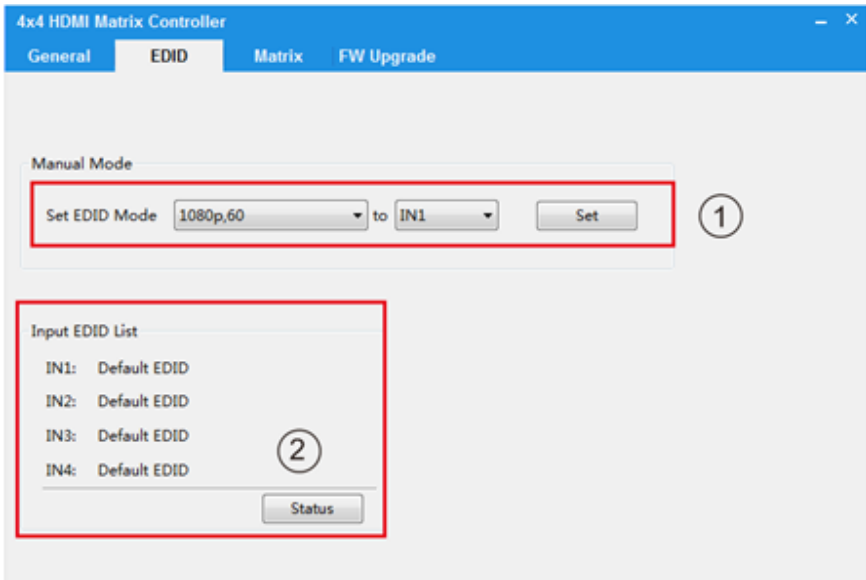 4x4 HDMI Matrix Controller
General EDID Matrix FW Upgrade
Manual Mode
Set EDID Mode 1080p,60 to IN1 Set
1
Input EDID List
IN1: Default EDID
IN2: Default EDID
IN3: Default EDID
IN4: Default EDID
2
Status